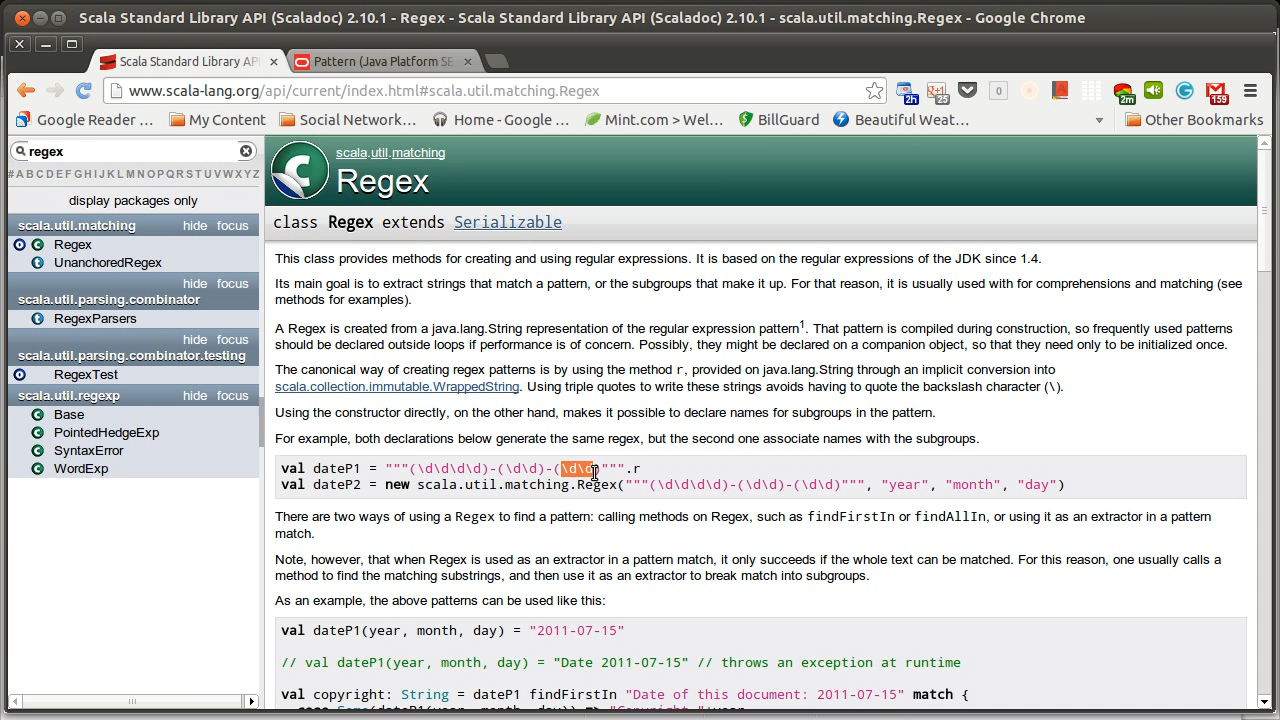 Scala Standard Library API (Scaladoc) 2.10.1 - Regex - Scala Standard Library API (Scaladoc) 2.10.1 - scala.util.matching.Regex - Google Chrome
Scala Standard Library API
Pattern (Java Platform SE
www.scala-lang.org/api/current/index.html#scala.util.matching.Regex
2h
25
0
2m
159
Google Reader ...
My Content
Social Network...
Home - Google ...
Mint.com > Wel...
BillGuard
Beautiful Weat...
Other Bookmarks
regex
#ABCDEFGHIJKLMNOPQRSTUVWXYZ
display packages only
scala.util.matching hide focus
Regex
UnanchoredRegex
hide focus
scala.util.parsing.combinator
RegexParsers
hide focus
scala.util.parsing.combinator.testing
RegexTest
scala.util.regexp hide focus
Base
PointedHedgeExp
SyntaxError
WordExp
scala.util.matching
Regex
class Regex extends Serializable
This class provides methods for creating and using regular expressions. It is based on the regular expressions of the JDK since 1.4.
Its main goal is to extract strings that match a pattern, or the subgroups that make it up. For that reason, it is usually used with for comprehensions and matching (see
methods for examples).
A Regex is created from a java.lang.String representation of the regular expression pattern1. That pattern is compiled during construction, so frequently used patterns
should be declared outside loops if performance is of concern. Possibly, they might be declared on a companion object, so that they need only to be initialized once.
The canonical way of creating regex patterns is by using the method r, provided on java.lang.String through an implicit conversion into
scala.collection.immutable.WrappedString. Using triple quotes to write these strings avoids having to quote the backslash character (\).
Using the constructor directly, on the other hand, makes it possible to declare names for subgroups in the pattern.
For example, both declarations below generate the same regex, but the second one associate names with the subgroups.
val dateP1 = """(\d\d\d\d)-(\d\d)-(\d\d)""".r
val dateP2 = new scala.util.matching.Regex("""(\d\d\d\d)-(\d\d)-(\d\d)""", "year", "month", "day")
There are two ways of using a Regex to find a pattern: calling methods on Regex, such as findFirstIn or findAllIn, or using it as an extractor in a pattern
match.
Note, however, that when Regex is used as an extractor in a pattern match, it only succeeds if the whole text can be matched. For this reason, one usually calls a
method to find the matching substrings, and then use it as an extractor to break match into subgroups.
As an example, the above patterns can be used like this:
val dateP1(year, month, day) = "2011-07-15"
// val dateP1(year, month, day) = "Date 2011-07-15" // throws an exception at runtime
val copyright: String = dateP1 findFirstIn "Date of this document: 2011-07-15" match {
case Some(dateP1(year, month, day)) => "Copyright "+year